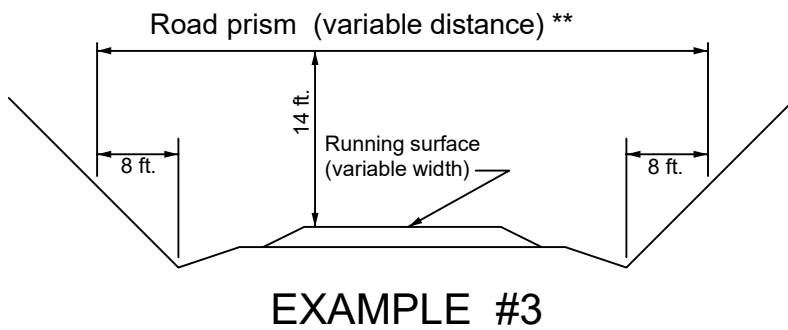 Road prism (variable distance) **
14 ft.
Running surface
(variable width)
8 ft.
8 ft.
EXAMPLE #3